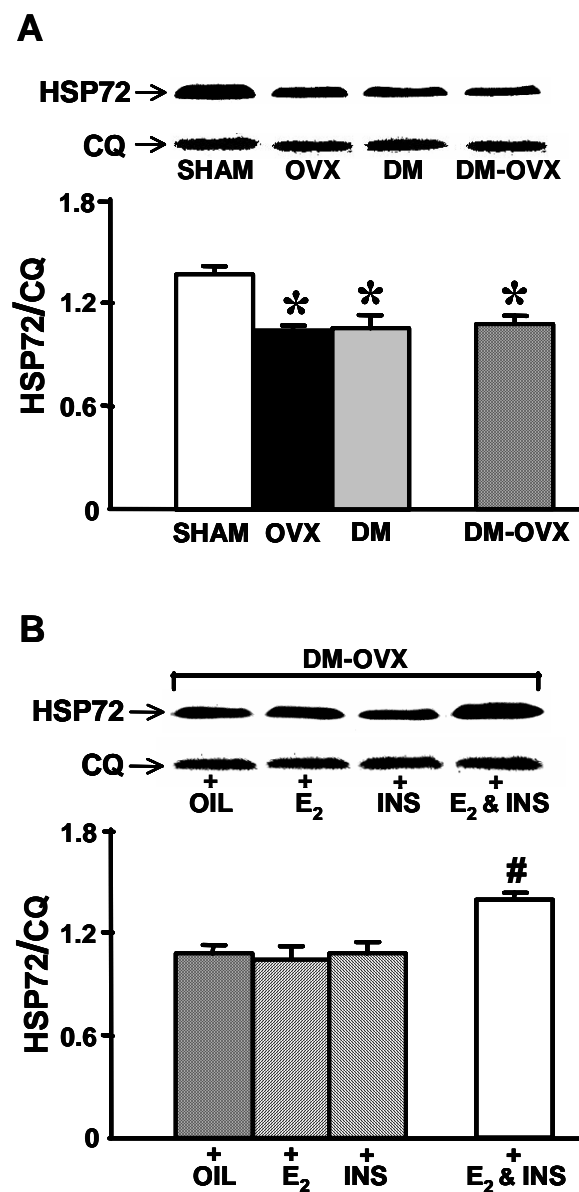 A
HSP72→
CQ→
SHAM OVX DM DM-OVX
1.8
1.2
0.6
0
HSP72/CQ
* * *
SHAM OVX DM DM-OVX
B
DM-OVX
HSP72→
CQ→
+ + + +
OIL E₂ INS E₂ & INS
1.8
1.2
0.6
0
HSP72/CQ
#
+ + + +
OIL E₂ INS E₂ & INS